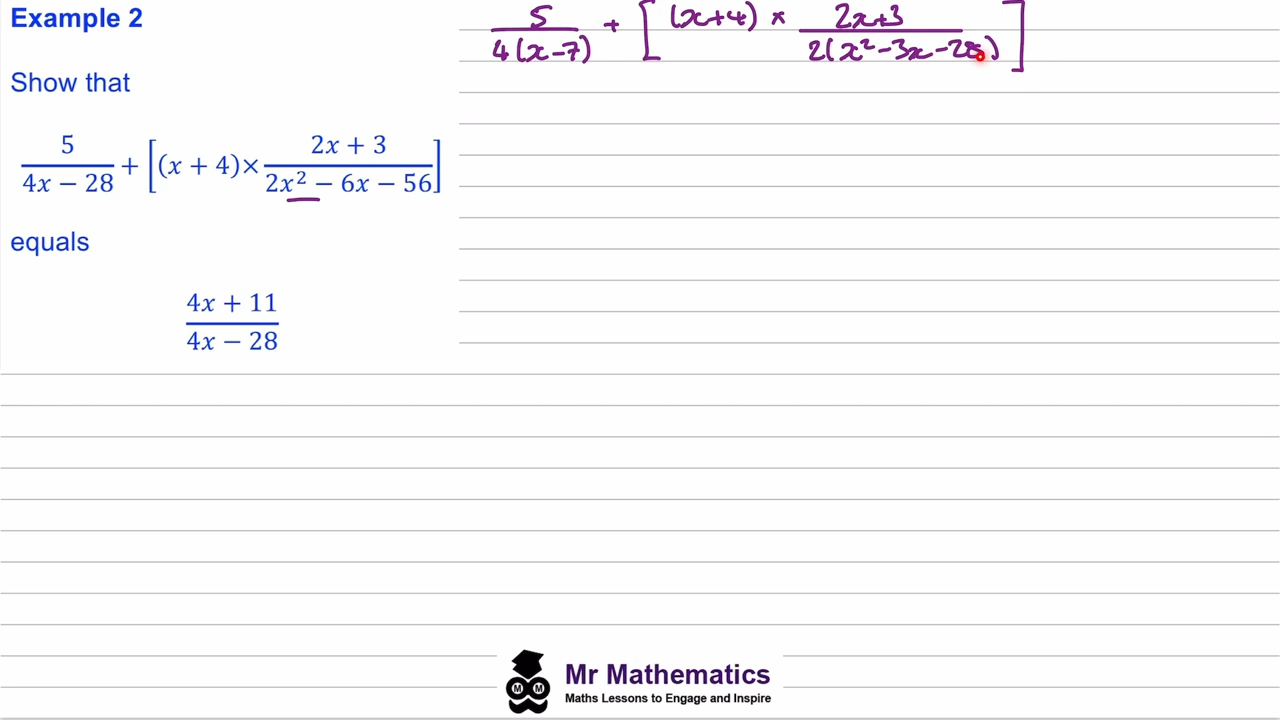 Example 2
Show that
5/(4x − 28) + [(x + 4) × (2x + 3)/(2x² − 6x − 56)]
equals
(4x + 11)/(4x − 28)
5/(4(x−7)) + [(x+4) × (2x+3)/(2(x²−3x−28))]
Mr Mathematics
Maths Lessons to Engage and Inspire
M M